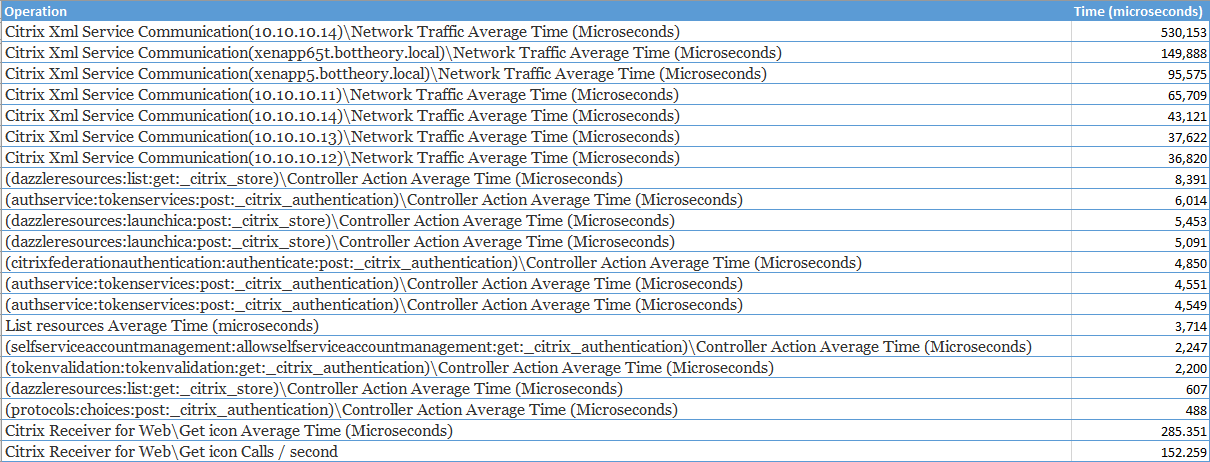 Operation Time (microseconds)
Citrix Xml Service Communication(10.10.10.14)\Network Traffic Average Time (Microseconds) 530,153
Citrix Xml Service Communication(xenapp65t.bottheory.local)\Network Traffic Average Time (Microseconds) 149,888
Citrix Xml Service Communication(xenapp5.bottheory.local)\Network Traffic Average Time (Microseconds) 95,575
Citrix Xml Service Communication(10.10.10.11)\Network Traffic Average Time (Microseconds) 65,709
Citrix Xml Service Communication(10.10.10.14)\Network Traffic Average Time (Microseconds) 43,121
Citrix Xml Service Communication(10.10.10.13)\Network Traffic Average Time (Microseconds) 37,622
Citrix Xml Service Communication(10.10.10.12)\Network Traffic Average Time (Microseconds) 36,820
(dazzleresources:list:get:_citrix_store)\Controller Action Average Time (Microseconds) 8,391
(authservice:tokenservices:post:_citrix_authentication)\Controller Action Average Time (Microseconds) 6,014
(dazzleresources:launchica:post:_citrix_store)\Controller Action Average Time (Microseconds) 5,453
(dazzleresources:launchica:post:_citrix_store)\Controller Action Average Time (Microseconds) 5,091
(citrixfederationauthentication:authenticate:post:_citrix_authentication)\Controller Action Average Time (Microseconds) 4,850
(authservice:tokenservices:post:_citrix_authentication)\Controller Action Average Time (Microseconds) 4,551
(authservice:tokenservices:post:_citrix_authentication)\Controller Action Average Time (Microseconds) 4,549
List resources Average Time (microseconds) 3,714
(selfserviceaccountmanagement:allowselfserviceaccountmanagement:get:_citrix_authentication)\Controller Action Average Time (Microseconds) 2,247
(tokenvalidation:tokenvalidation:get:_citrix_authentication)\Controller Action Average Time (Microseconds) 2,200
(dazzleresources:list:get:_citrix_store)\Controller Action Average Time (Microseconds) 607
(protocols:choices:post:_citrix_authentication)\Controller Action Average Time (Microseconds) 488
Citrix Receiver for Web\Get icon Average Time (Microseconds) 285.351
Citrix Receiver for Web\Get icon Calls / second 152.259